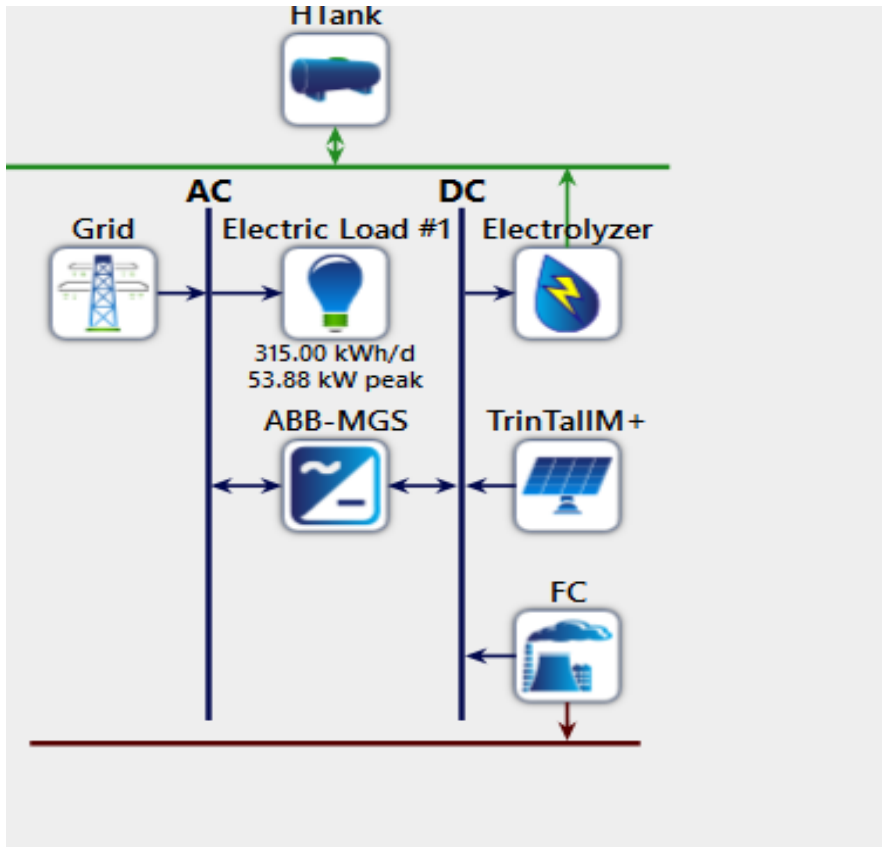 HTank
AC
DC
Grid
Electric Load #1
Electrolyzer
315.00 kWh/d
53.88 kW peak
ABB-MGS
TrinTallM+
FC